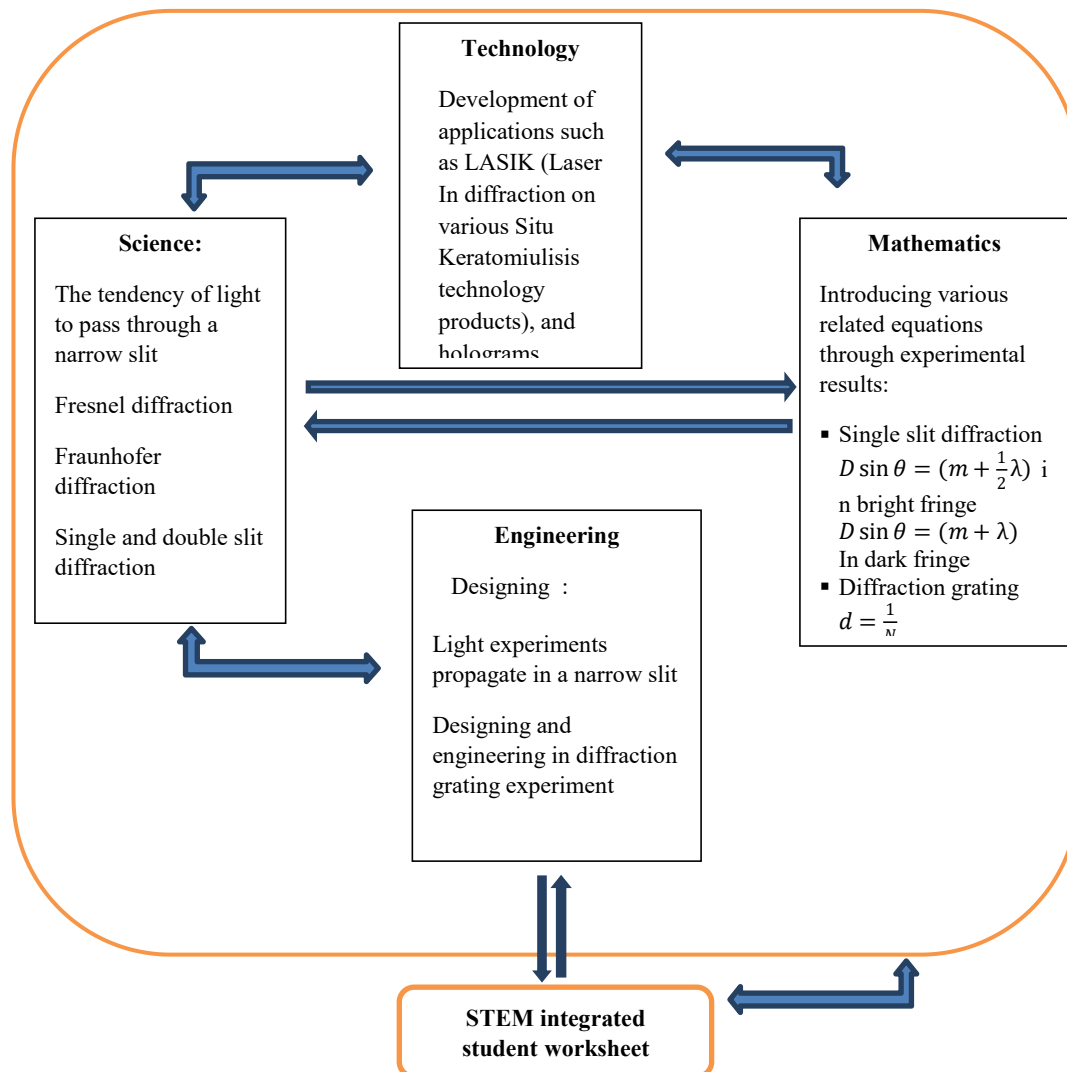 Technology
Development of
applications such
as LASIK (Laser
In diffraction on
various Situ
Keratomiulisis
technology
products), and
holograms
Science:
The tendency of light
to pass through a
narrow slit
Fresnel diffraction
Fraunhofer
diffraction
Single and double slit
diffraction
Mathematics
Introducing various
related equations
through experimental
results:
▪ Single slit diffraction
D sin θ = (m + 1/2 λ) i
n bright fringe
D sin θ = (m + λ)
In dark fringe
▪ Diffraction grating
d = 1/N
Engineering
Designing :
Light experiments
propagate in a narrow slit
Designing and
engineering in diffraction
grating experiment
STEM integrated
student worksheet